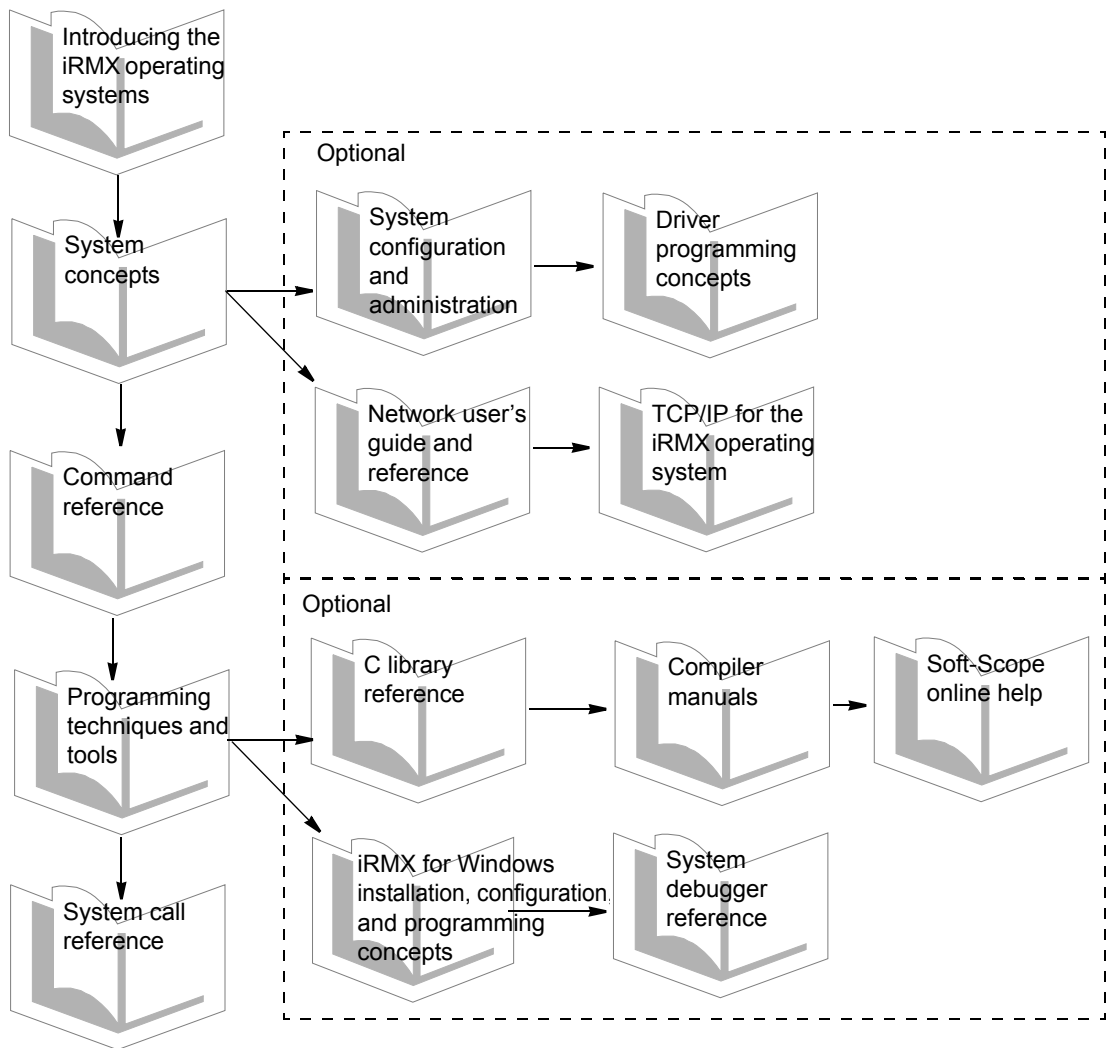 Introducing the
iRMX operating
systems
Optional
System
concepts
System
configuration
and
administration
Driver
programming
concepts
Network user's
guide and
reference
TCP/IP for the
iRMX operating
system
Command
reference
Optional
C library
reference
Compiler
manuals
Soft-Scope
online help
Programming
techniques and
tools
iRMX for Windows
installation, configuration,
and programming
concepts
System
debugger
reference
System call
reference